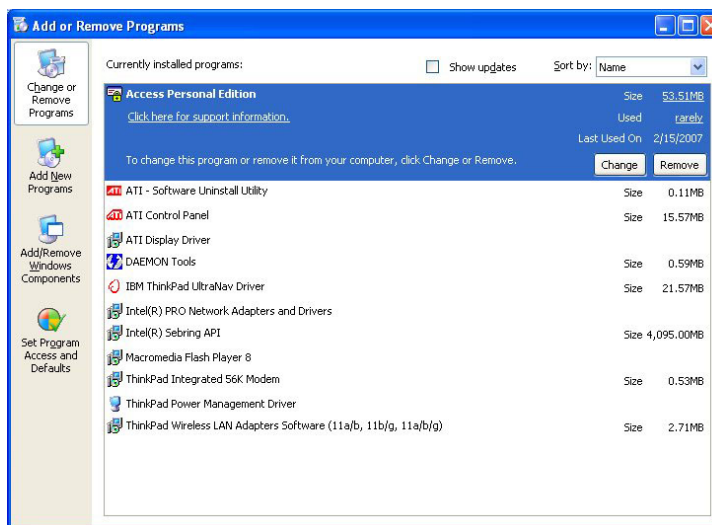 Add or Remove Programs
Change or
Remove
Programs
Add New
Programs
Add/Remove
Windows
Components
Set Program
Access and
Defaults
Currently installed programs:
Show updates
Sort by: Name
Access Personal Edition
Size 53.51MB
Click here for support information.
Used rarely
Last Used On 2/15/2007
To change this program or remove it from your computer, click Change or Remove.
Change Remove
ATI - Software Uninstall Utility Size 0.11MB
ATI Control Panel Size 15.57MB
ATI Display Driver
DAEMON Tools Size 0.59MB
IBM ThinkPad UltraNav Driver Size 21.57MB
Intel(R) PRO Network Adapters and Drivers
Intel(R) Sebring API Size 4,095.00MB
Macromedia Flash Player 8
ThinkPad Integrated 56K Modem Size 0.53MB
ThinkPad Power Management Driver
ThinkPad Wireless LAN Adapters Software (11a/b, 11b/g, 11a/b/g) Size 2.71MB